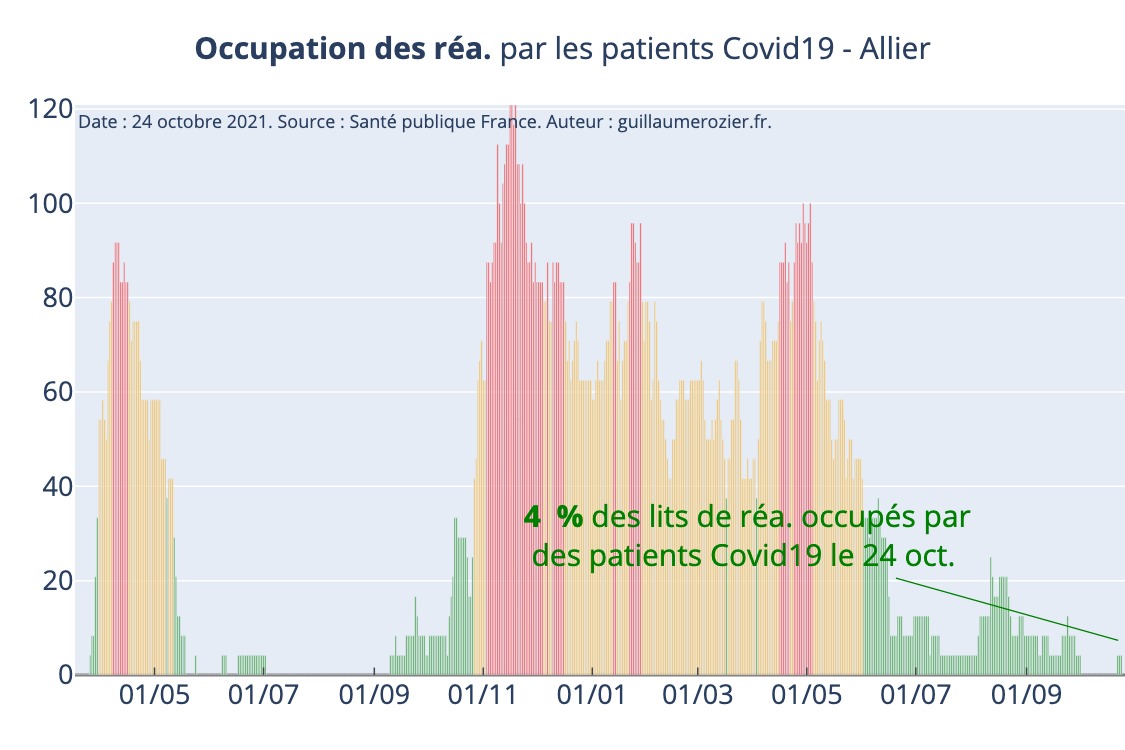 Occupation des réa. par les patients Covid19 - Allier
120
Date : 24 octobre 2021. Source : Santé publique France. Auteur : guillaumerozier.fr.
100
80
60
40
4 % des lits de réa. occupés par
des patients Covid19 le 24 oct.
20
0
01/05 01/07 01/09 01/11 01/01 01/03 01/05 01/07 01/09